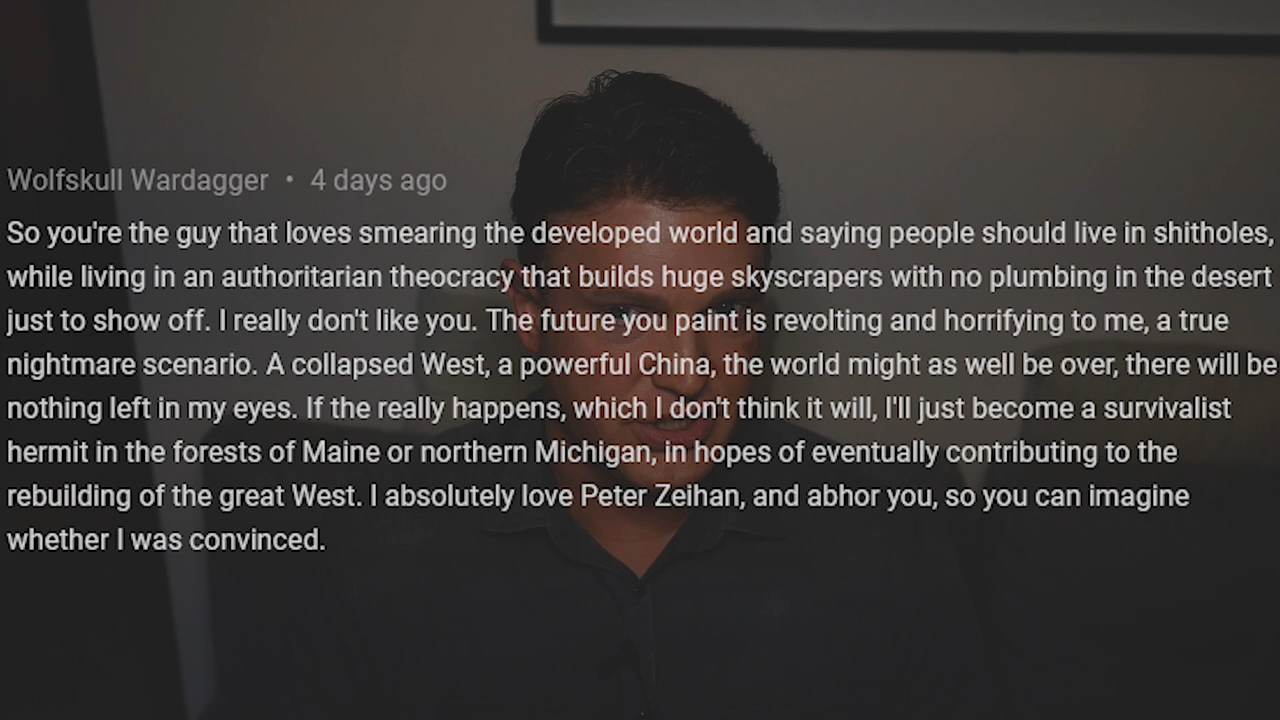 Wolfskull Wardagger • 4 days ago
So you're the guy that loves smearing the developed world and saying people should live in shitholes,
while living in an authoritarian theocracy that builds huge skyscrapers with no plumbing in the desert
just to show off. I really don't like you. The future you paint is revolting and horrifying to me, a true
nightmare scenario. A collapsed West, a powerful China, the world might as well be over, there will be
nothing left in my eyes. If the really happens, which I don't think it will, I'll just become a survivalist
hermit in the forests of Maine or northern Michigan, in hopes of eventually contributing to the
rebuilding of the great West. I absolutely love Peter Zeihan, and abhor you, so you can imagine
whether I was convinced.